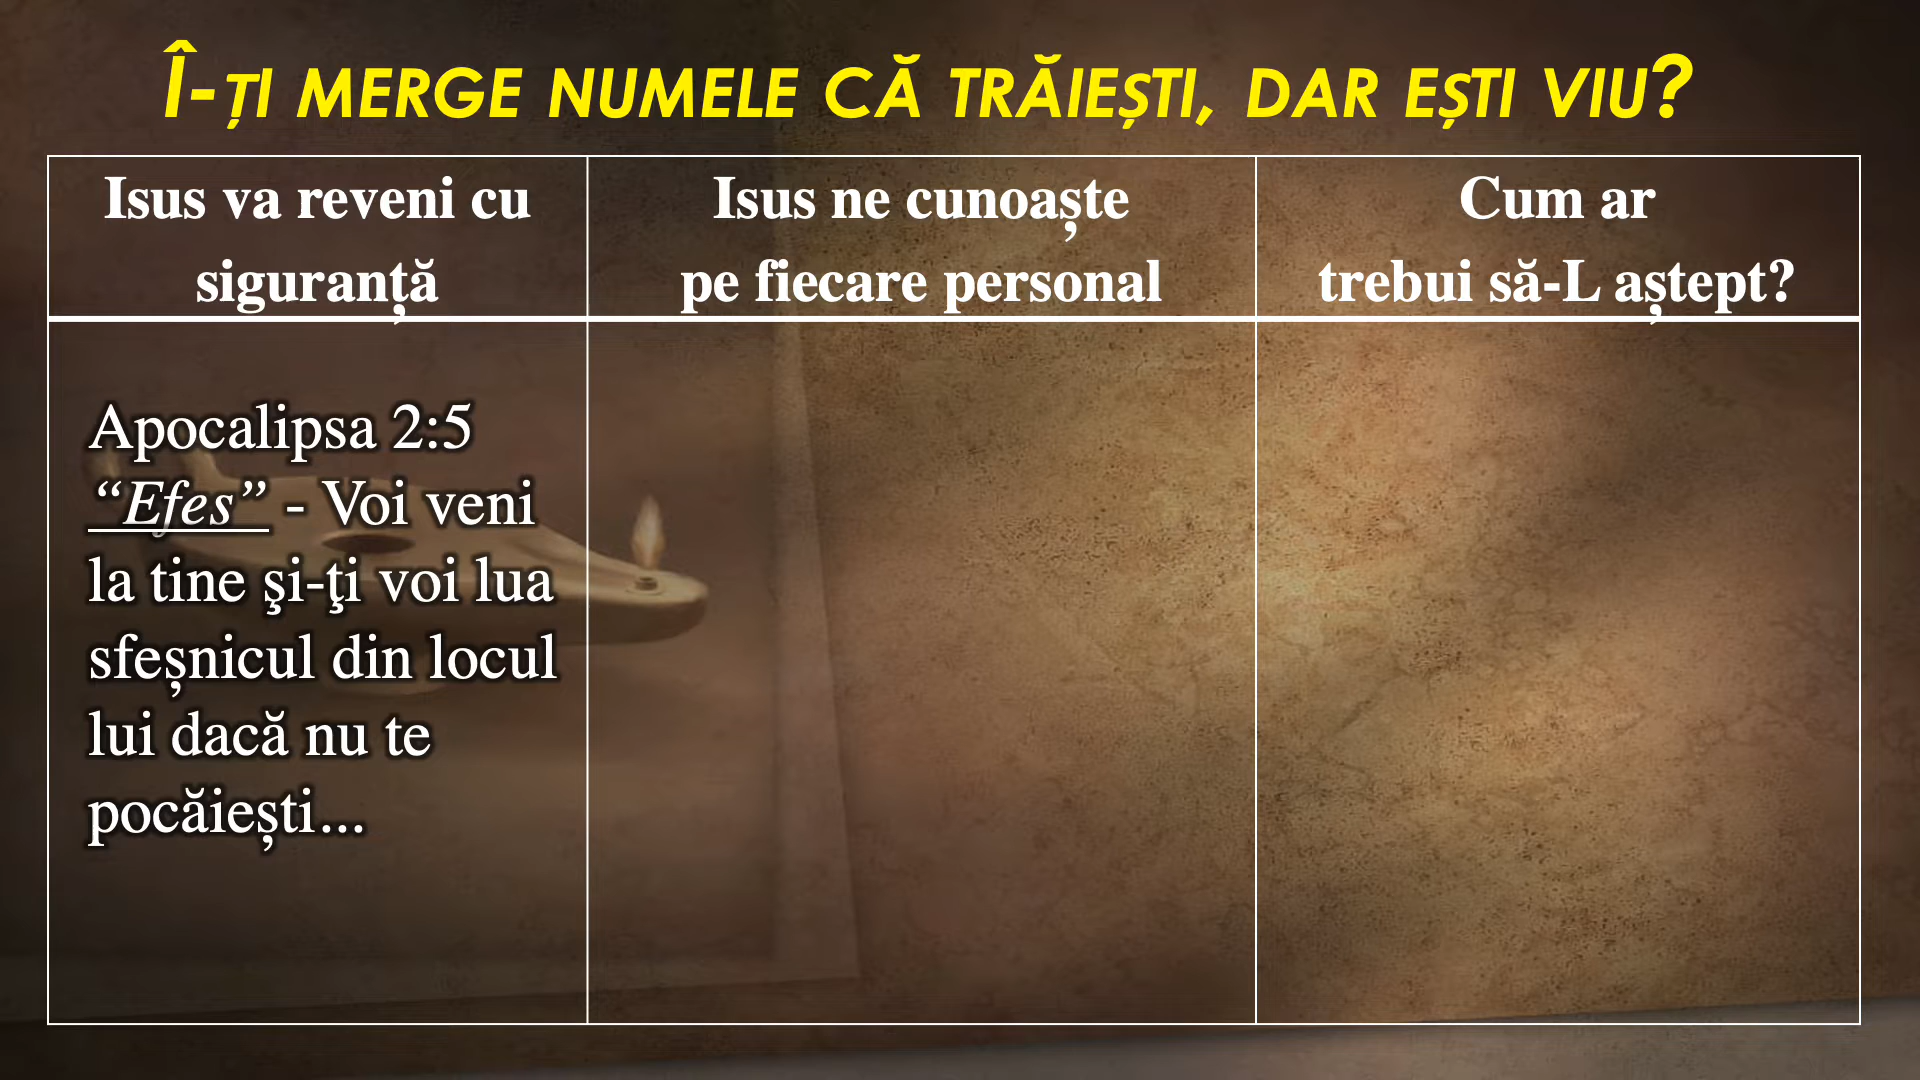 Î-ȚI MERGE NUMELE CĂ TRĂIEȘTI, DAR EȘTI VIU?
Isus va reveni cu
siguranță
Isus ne cunoaște
pe fiecare personal
Cum ar
trebui să-L aștept?
Apocalipsa 2:5
“Efes” - Voi veni
la tine şi-ţi voi lua
sfeșnicul din locul
lui dacă nu te
pocăiești...